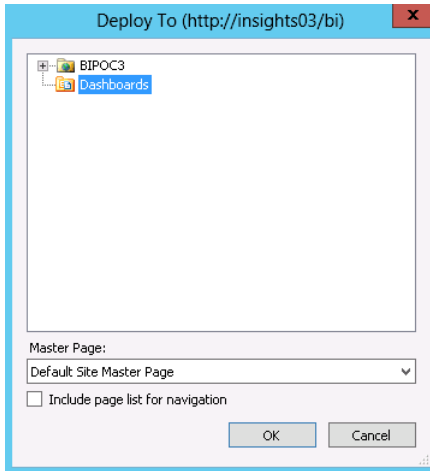 Deploy To (http://insights03/bi)
x
BIPOC3
Dashboards
Master Page:
Default Site Master Page
Include page list for navigation
OK
Cancel